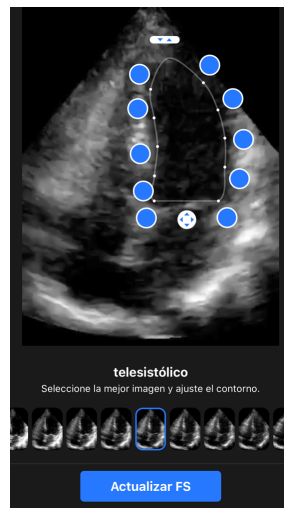 telesistólico
Seleccione la mejor imagen y ajuste el contorno.
Actualizar FS